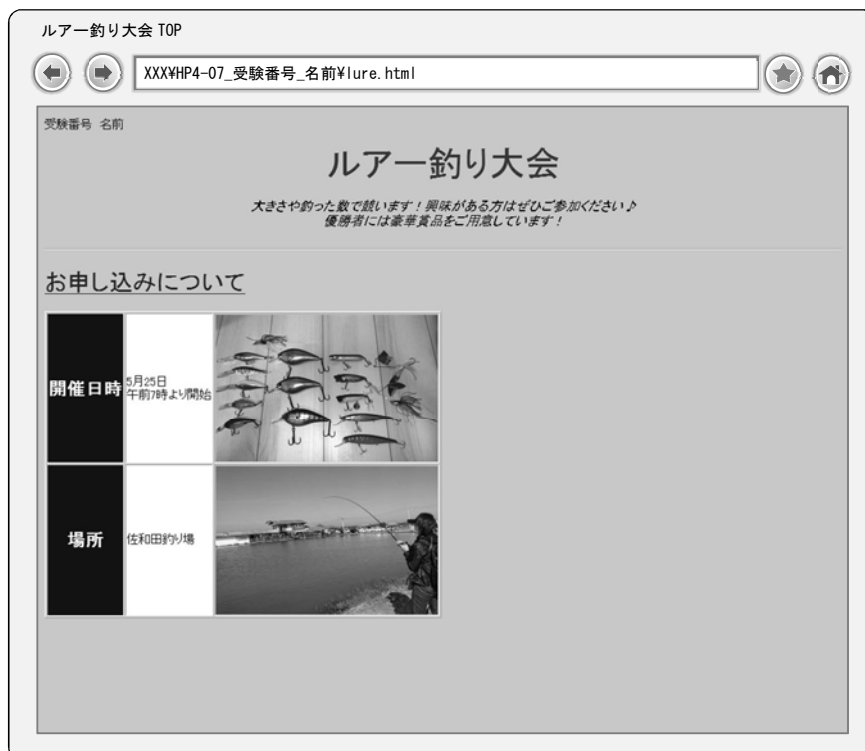 ルアー釣り大会 TOP
XXX¥HP4-07_受験番号_名前¥lure.html
受験番号 名前
ルアー釣り大会
大きさや釣った数で競います！興味がある方はぜひご参加ください♪
優勝者には豪華賞品をご用意しています！
お申し込みについて
開催日時
5月25日
午前7時より開始
場所
佐和田釣り場